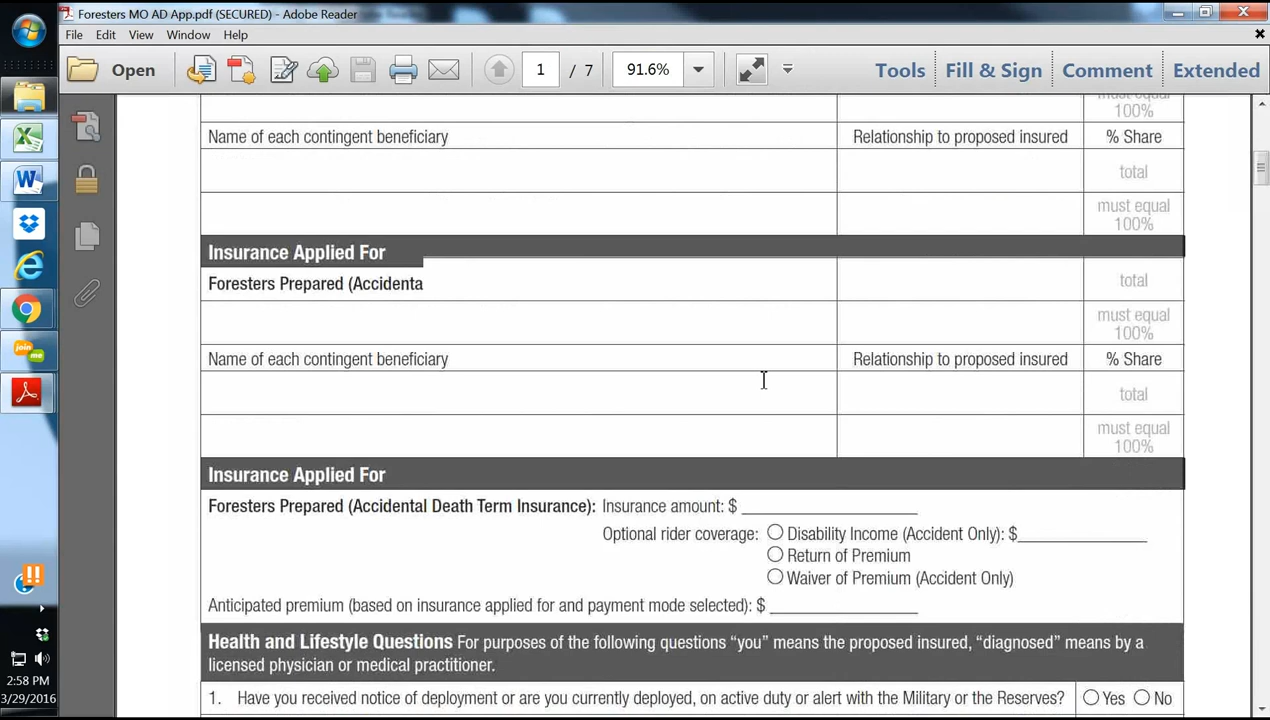 Foresters MO AD App.pdf (SECURED) - Adobe Reader
File Edit View Window Help
Open 1 / 7 91.6% Tools Fill & Sign Comment Extended
must equal
100%
Name of each contingent beneficiary Relationship to proposed insured % Share
total
must equal
100%
Insurance Applied For
Foresters Prepared (Accidenta total
must equal
100%
Name of each contingent beneficiary Relationship to proposed insured % Share
total
must equal
100%
Insurance Applied For
Foresters Prepared (Accidental Death Term Insurance): Insurance amount: $
Optional rider coverage: Disability Income (Accident Only): $
Return of Premium
Waiver of Premium (Accident Only)
Anticipated premium (based on insurance applied for and payment mode selected): $
Health and Lifestyle Questions For purposes of the following questions “you” means the proposed insured, “diagnosed” means by a
licensed physician or medical practitioner.
1. Have you received notice of deployment or are you currently deployed, on active duty or alert with the Military or the Reserves? Yes No
join me
2:58 PM
3/29/2016